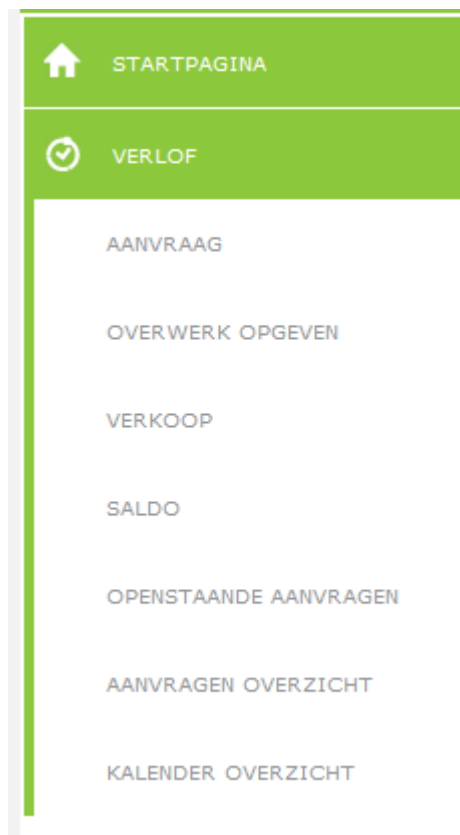 STARTPAGINA
VERLOF
AANVRAAG
OVERWERK OPGEVEN
VERKOOP
SALDO
OPENSTAANDE AANVRAGEN
AANVRAGEN OVERZICHT
KALENDER OVERZICHT